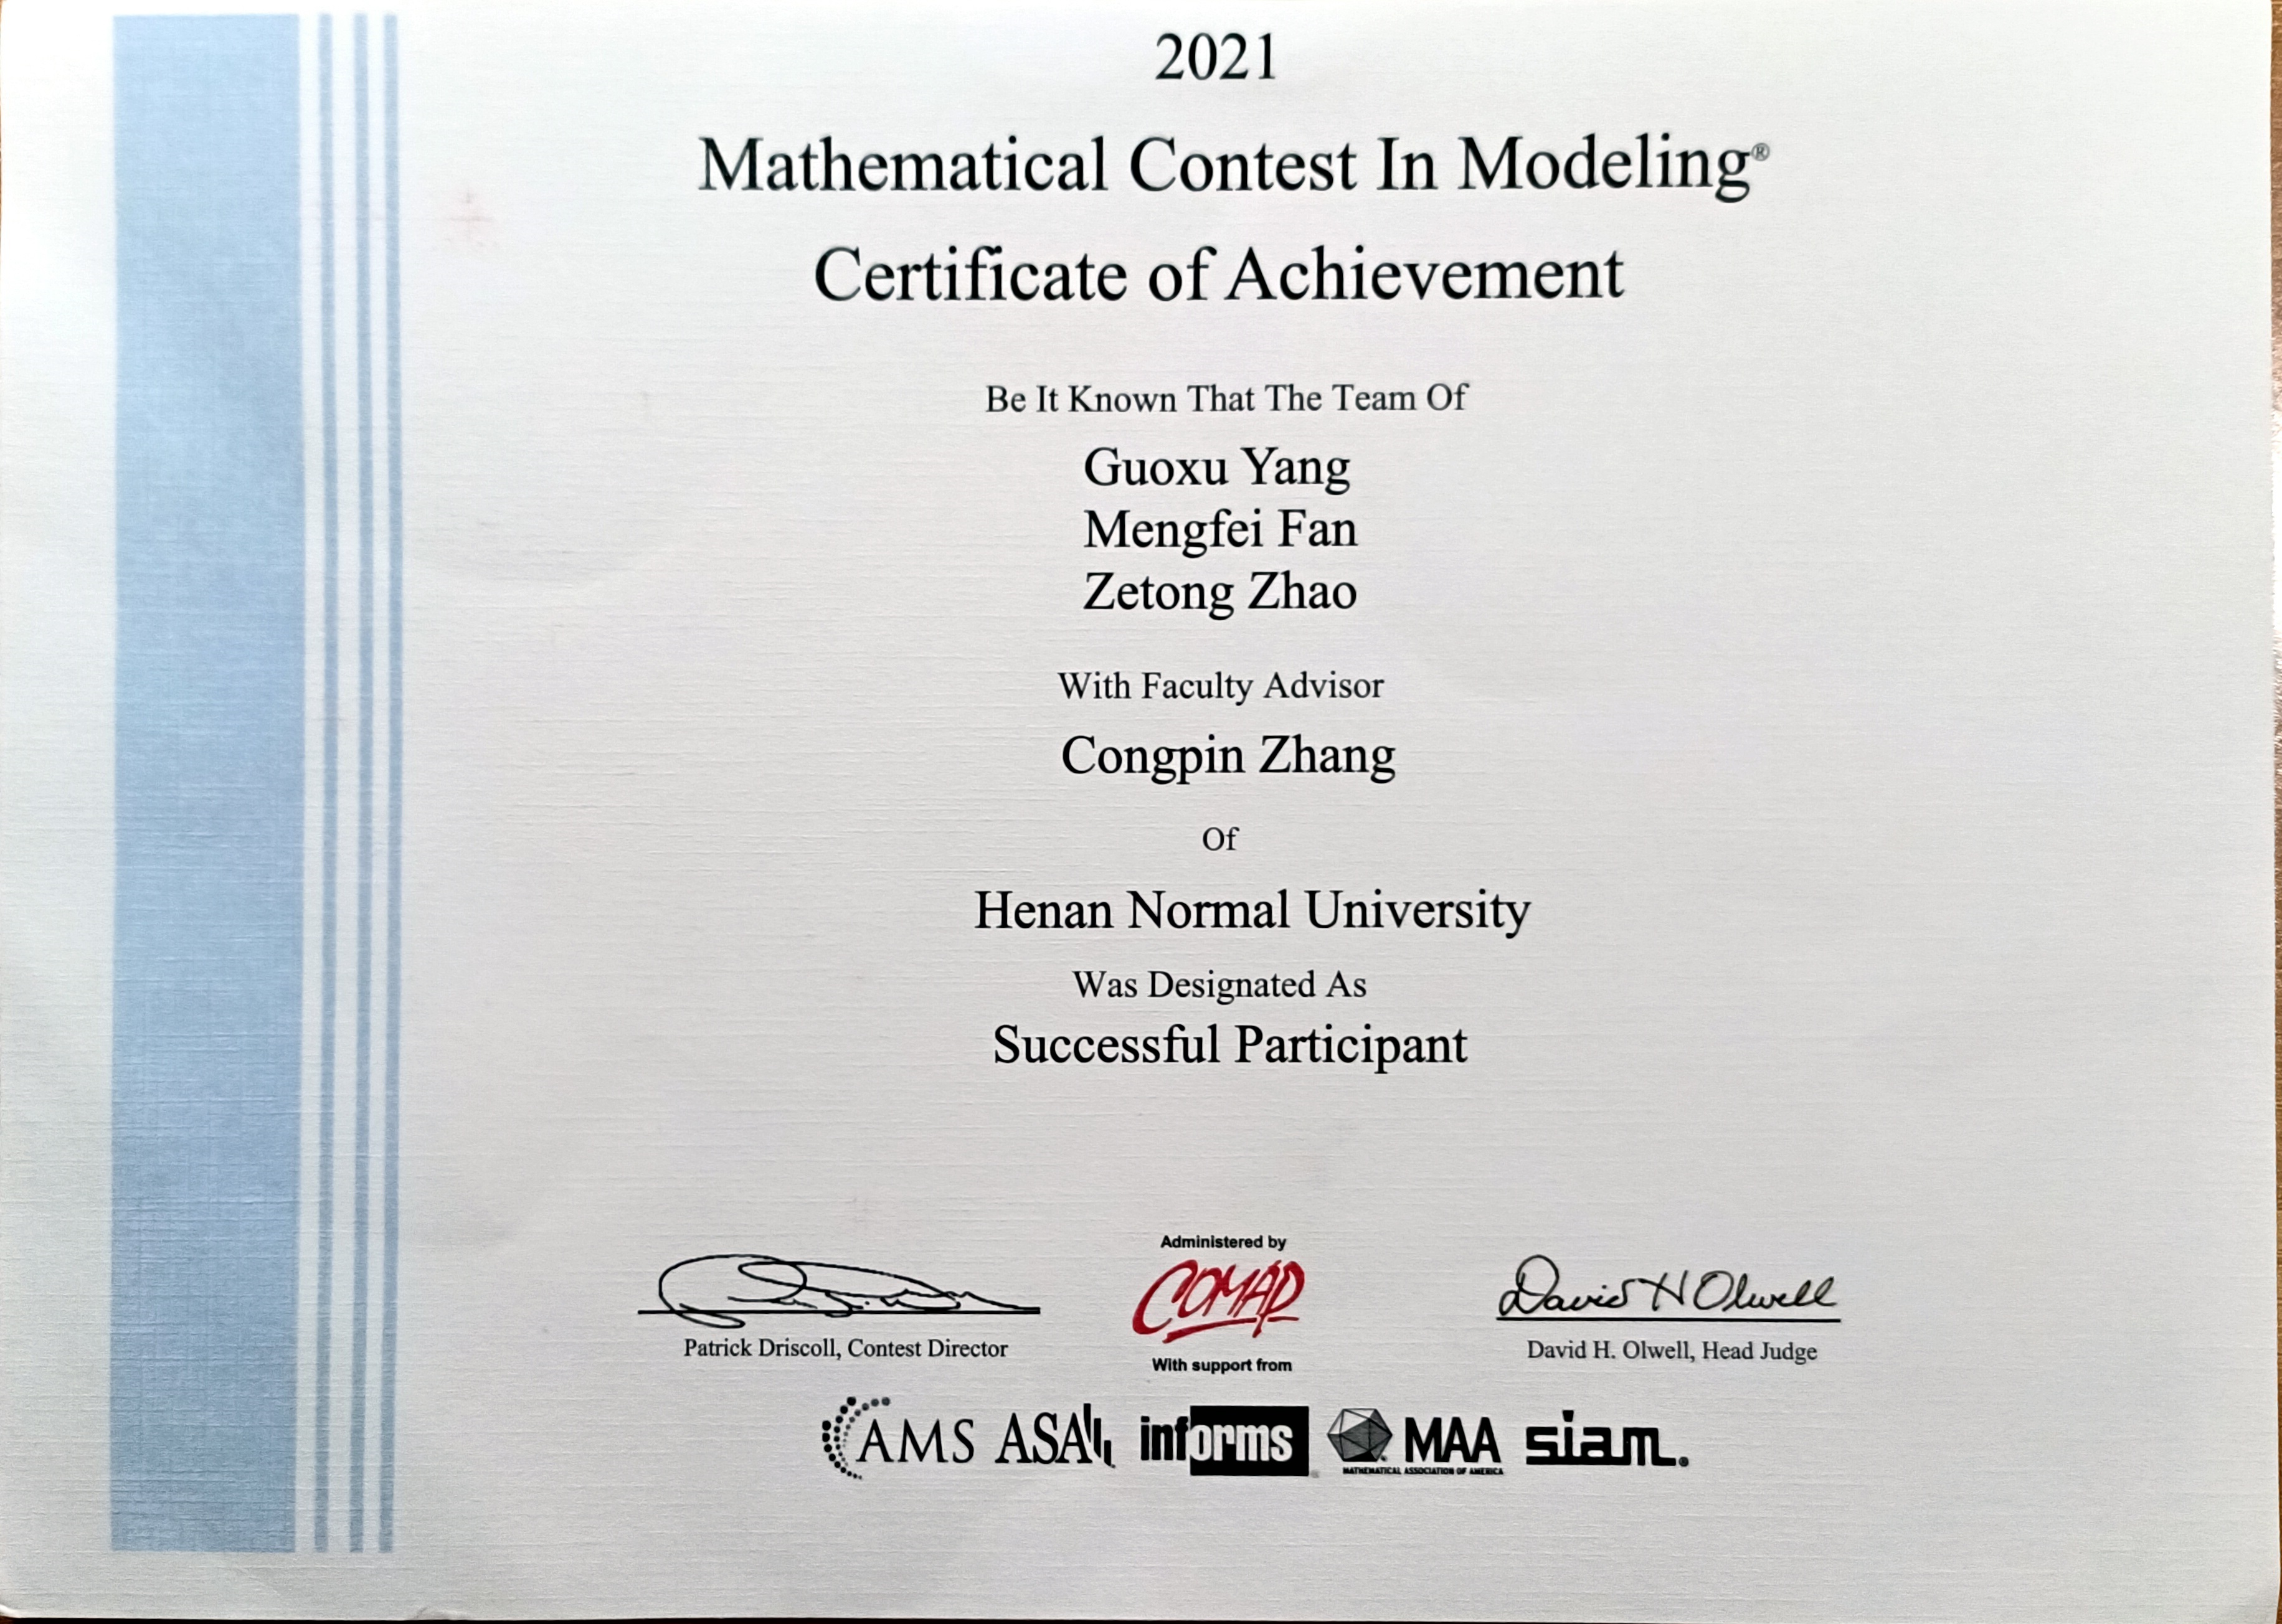 2021
Mathematical Contest In Modeling®
Certificate of Achievement
Be It Known That The Team Of
Guoxu Yang
Mengfei Fan
Zetong Zhao
With Faculty Advisor
Congpin Zhang
Of
Henan Normal University
Was Designated As
Successful Participant
Administered by
COMAP
David H Olwell
Patrick Driscoll, Contest Director
With support from
David H. Olwell, Head Judge
AMS ASA informs MAA siam.
MATHEMATICAL ASSOCIATION OF AMERICA